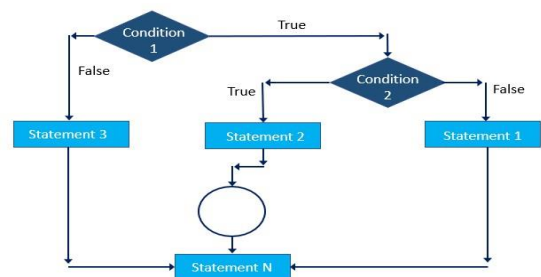 Condition
1
True
False
Condition
2
True
False
Statement 3
Statement 2
Statement 1
Statement N